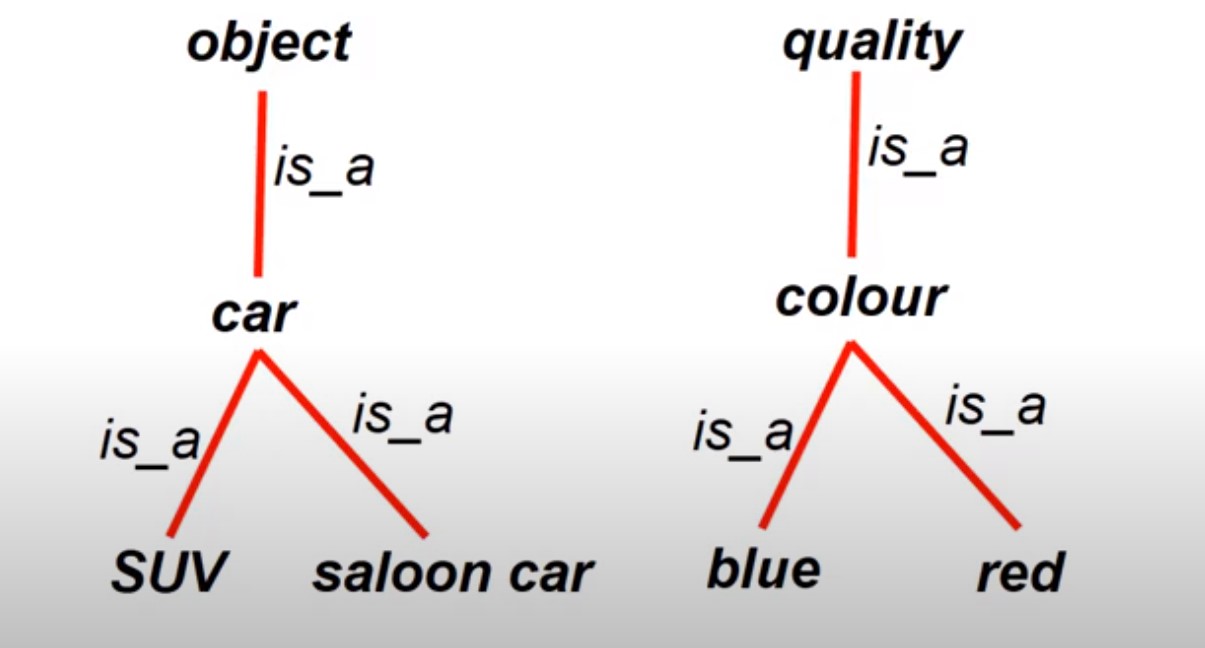 object
quality
is_a
is_a
car
colour
is_a
is_a
is_a
is_a
SUV
saloon car
blue
red